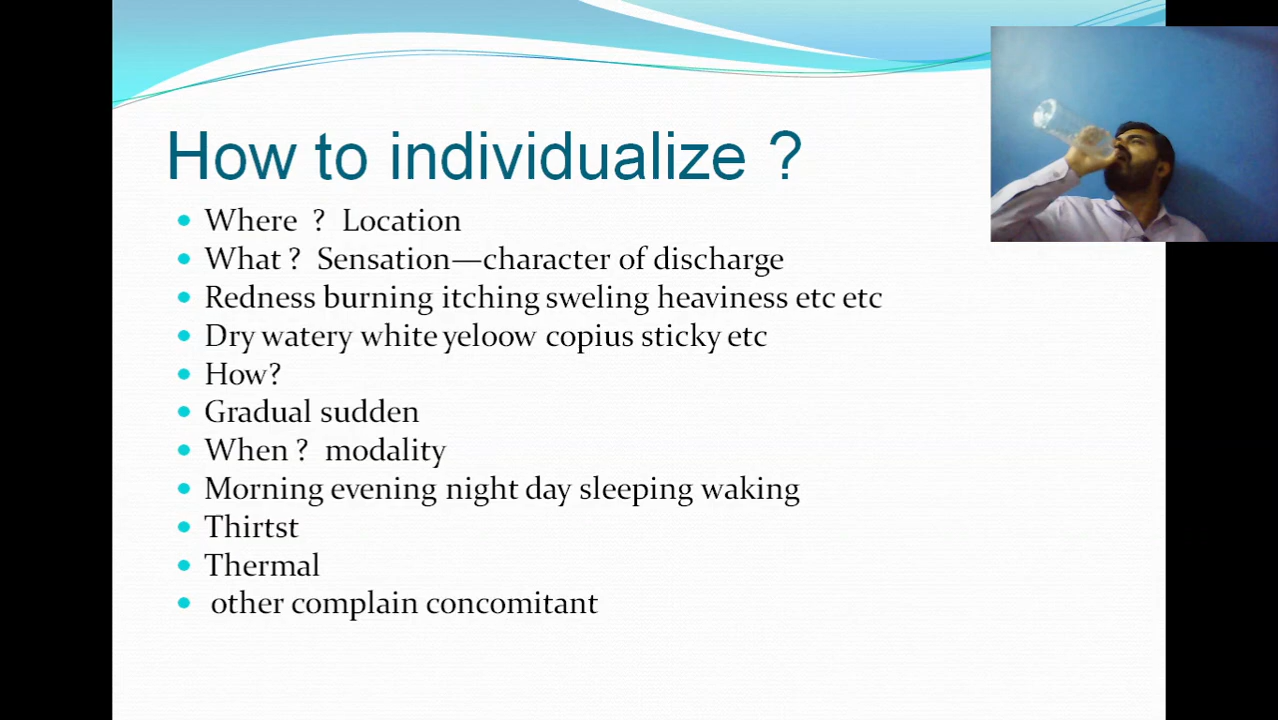 How to individualize ?
Where ? Location
What ? Sensation—character of discharge
Redness burning itching sweling heaviness etc etc
Dry watery white yeloow copius sticky etc
How?
Gradual sudden
When ? modality
Morning evening night day sleeping waking
Thirtst
Thermal
other complain concomitant